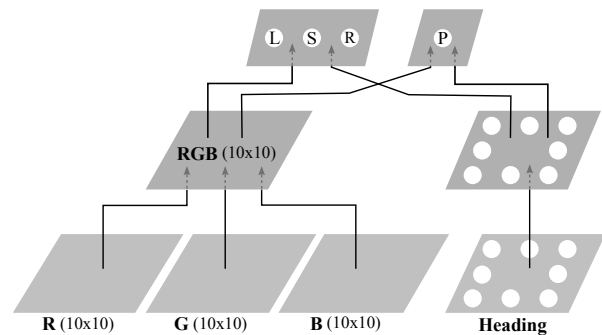 L S R P
RGB (10x10)
R (10x10) G (10x10) B (10x10) Heading